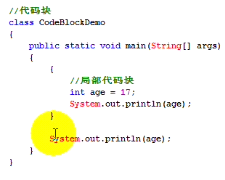 //代码块
class CodeBlockDemo
{
public static void main(String[] args)
{
{
//局部代码块
int age = 17;
System.out.println(age);
}
System.out.println(age);
}
}